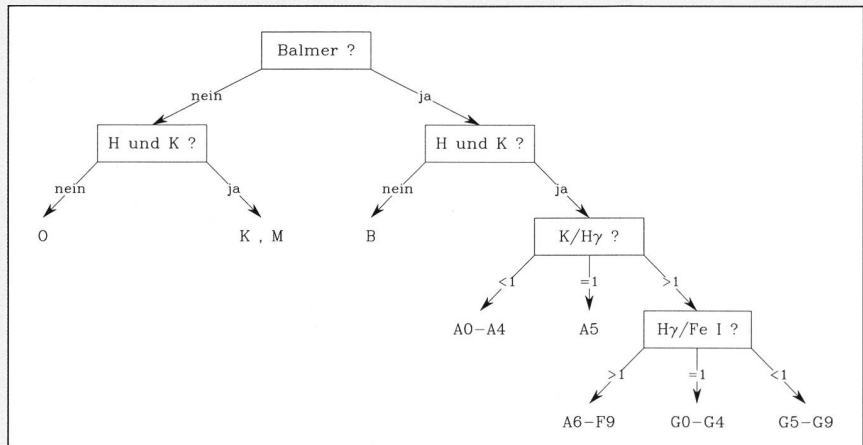 Balmer ?
nein
ja
H und K ?
H und K ?
nein
ja
nein
ja
O
K , M
B
K/Hγ ?
<1
=1
>1
A0-A4
A5
Hγ/Fe I ?
>1
=1
<1
A6-F9
G0-G4
G5-G9